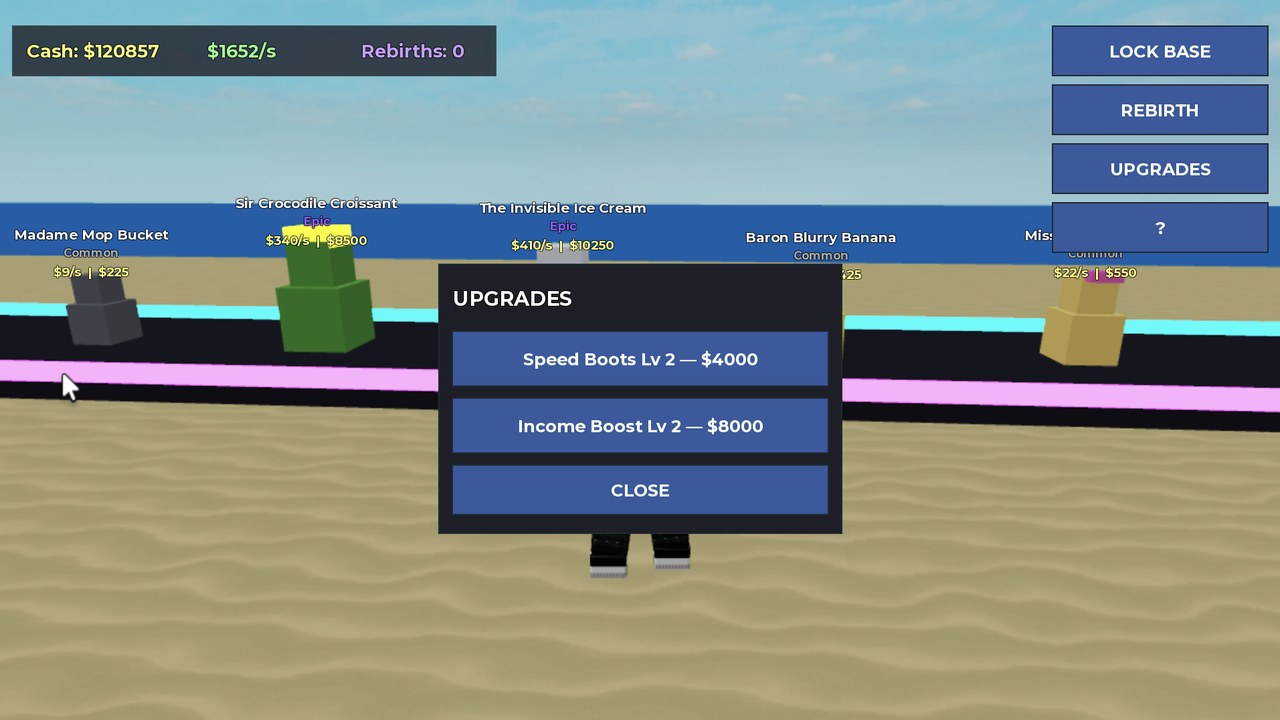 Cash: $120857
$1652/s
Rebirths: 0
LOCK BASE
REBIRTH
UPGRADES
?
Sir Crocodile Croissant
Epic
$340/s | $8500
The Invisible Ice Cream
Epic
$410/s | $10250
Madame Mop Bucket
Common
$9/s | $225
Baron Blurry Banana
Common
Common
$22/s | $550
UPGRADES
Speed Boots Lv 2 — $4000
Income Boost Lv 2 — $8000
CLOSE